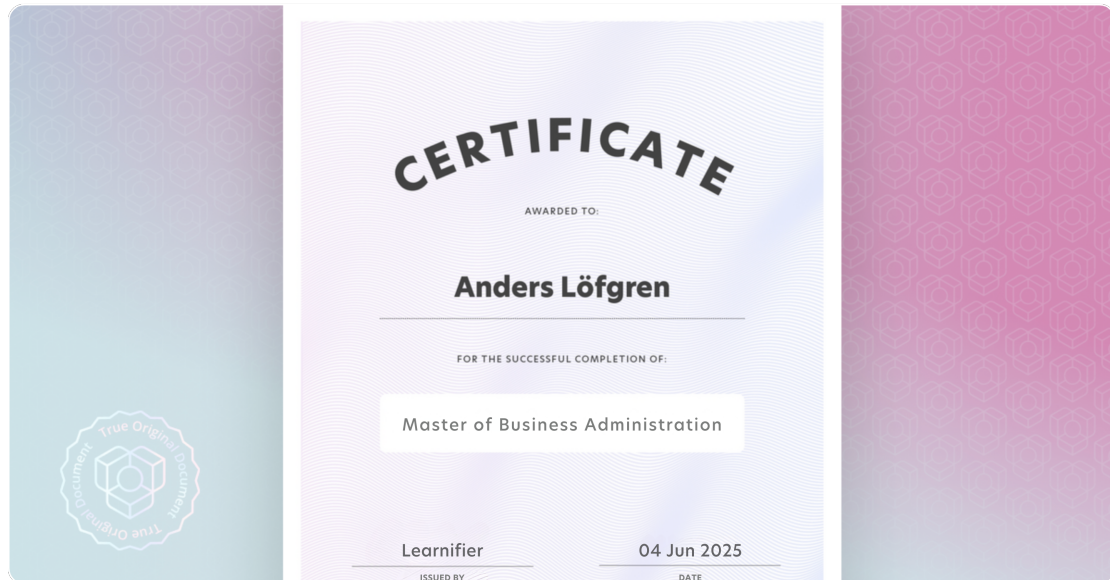 CERTIFICATE
AWARDED TO:
Anders Löfgren
FOR THE SUCCESSFUL COMPLETION OF:
Master of Business Administration
Learnifier
04 Jun 2025
ISSUED BY
DATE
True Original Document
True Original Document